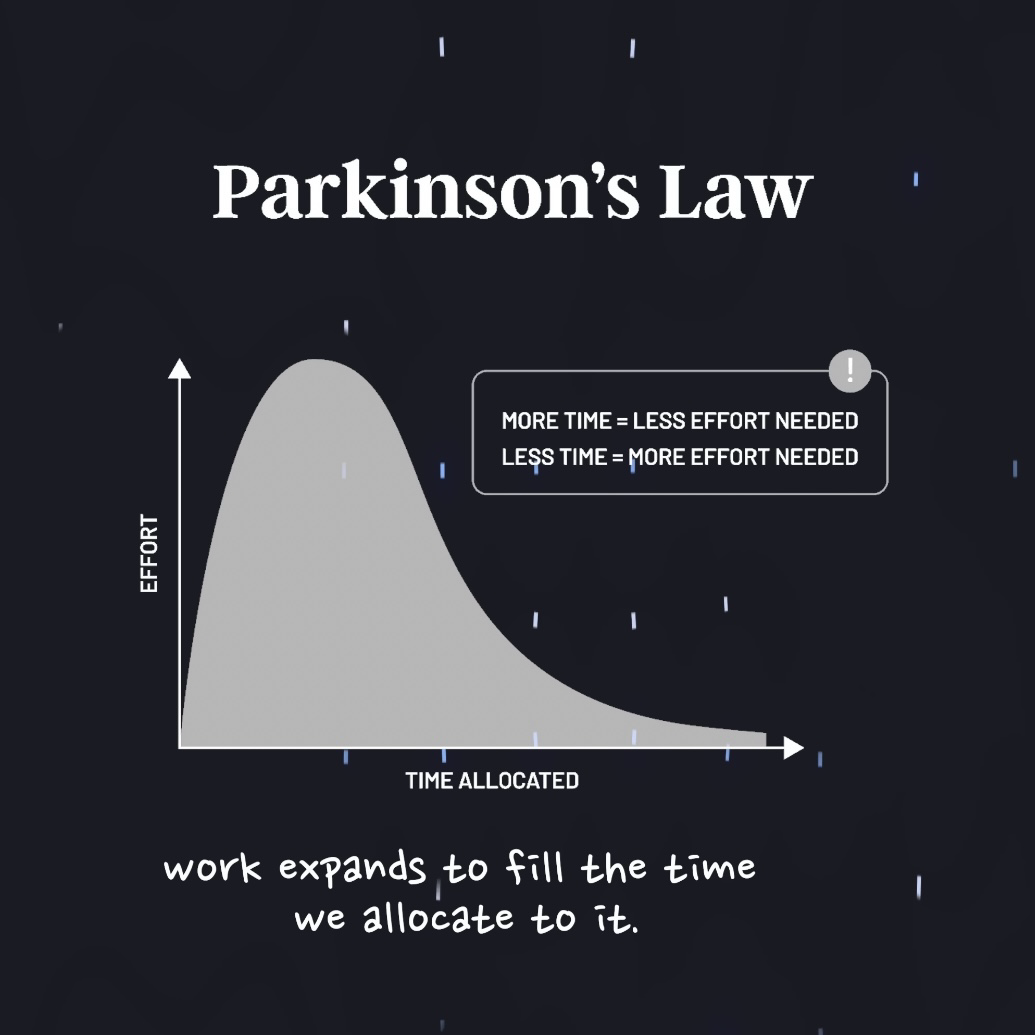 Parkinson’s Law
!
MORE TIME = LESS EFFORT NEEDED
LESS TIME = MORE EFFORT NEEDED
EFFORT
TIME ALLOCATED
work expands to fill the time
we allocate to it.